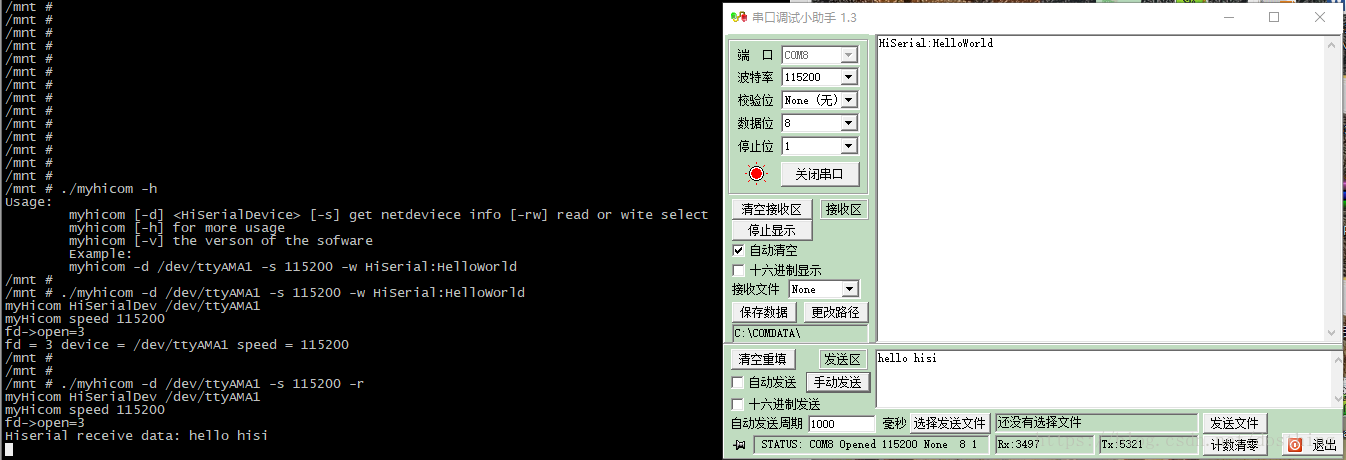 /mnt #
/mnt #
/mnt #
/mnt #
/mnt #
/mnt #
/mnt #
/mnt #
/mnt #
/mnt #
/mnt #
/mnt #
/mnt #
/mnt #
/mnt # ./myhicom -h
Usage:
myhicom [-d] <HiSerialDevice> [-s] get netdeviece info [-rw] read or wite select
myhicom [-h] for more usage
myhicom [-v] the verson of the sofware
Example:
myhicom -d /dev/ttyAMA1 -s 115200 -w HiSerial:HelloWorld
/mnt #
/mnt # ./myhicom -d /dev/ttyAMA1 -s 115200 -w HiSerial:HelloWorld
myHicom HiSerialDev /dev/ttyAMA1
myHicom speed 115200
fd->open=3
fd = 3 device = /dev/ttyAMA1 speed = 115200
/mnt #
/mnt #
/mnt # ./myhicom -d /dev/ttyAMA1 -s 115200 -r
myHicom HiSerialDev /dev/ttyAMA1
myHicom speed 115200
fd->open=3
Hiserial receive data: hello hisi
串口调试小助手 1.3
端 口 COM8
波特率 115200
校验位 None (无)
数据位 8
停止位 1
关闭串口
清空接收区 接收区
停止显示
自动清空
十六进制显示
接收文件 None
保存数据 更改路径
C:\COMDATA\
HiSerial:HelloWorld
清空重填 发送区
自动发送 手动发送
十六进制发送
hello hisi
自动发送周期 1000 毫秒 选择发送文件 还没有选择文件 发送文件
STATUS: COM8 Opened 115200 None 8 1 Rx:3497 Tx:5321 计数清零 退出